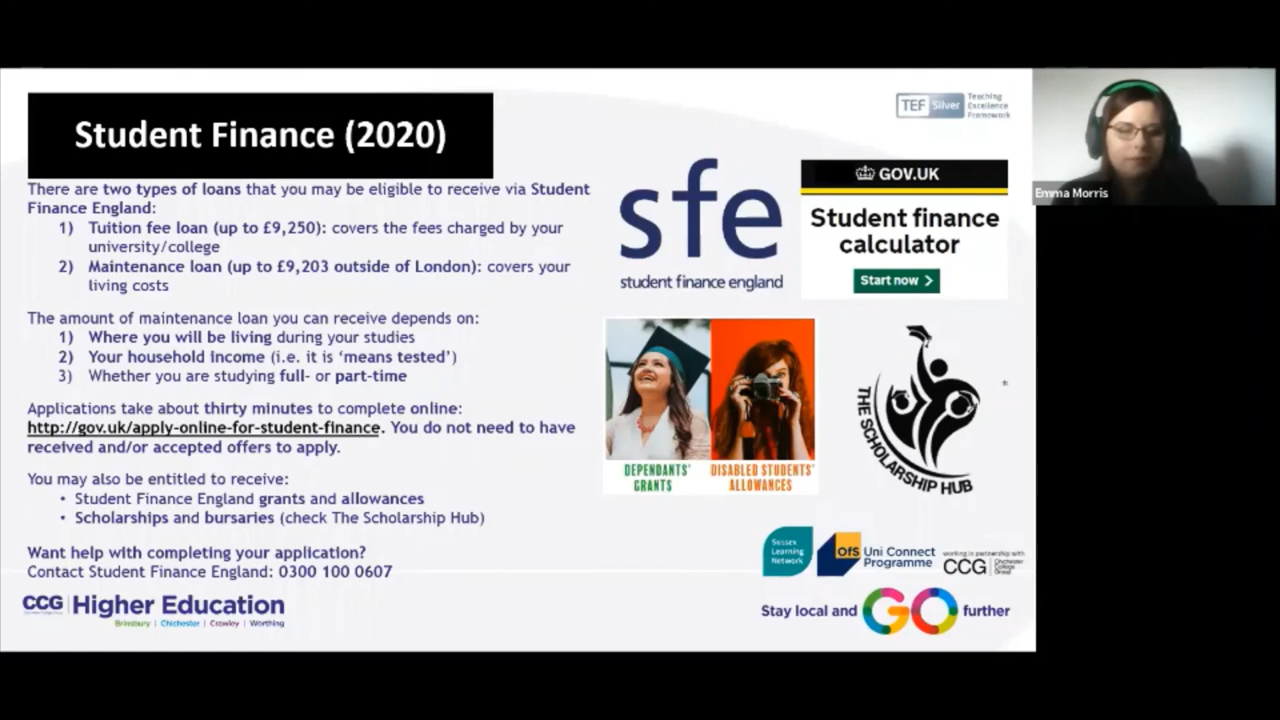 Student Finance (2020)
There are two types of loans that you may be eligible to receive via Student
Finance England:
1) Tuition fee loan (up to £9,250): covers the fees charged by your
university/college
2) Maintenance loan (up to £9,203 outside of London): covers your
living costs
The amount of maintenance loan you can receive depends on:
1) Where you will be living during your studies
2) Your household income (i.e. it is ‘means tested’)
3) Whether you are studying full- or part-time
Applications take about thirty minutes to complete online:
http://gov.uk/apply-online-for-student-finance. You do not need to have
received and/or accepted offers to apply.
You may also be entitled to receive:
• Student Finance England grants and allowances
• Scholarships and bursaries (check The Scholarship Hub)
Want help with completing your application?
Contact Student Finance England: 0300 100 0607
CCG Higher Education
Brinsbury | Chichester | Crawley | Worthing
TEF Silver
Teaching
Excellence
Framework
sfe
student finance england
GOV.UK
Student finance
calculator
Start now >
DEPENDANTS'
GRANTS
DISABLED STUDENTS'
ALLOWANCES
THE SCHOLARSHIP HUB
Sussex
Learning
Network
OfS Uni Connect
Programme
working in partnership with
CCG Chichester
College
Group
Stay local and GO further
Emma Morris